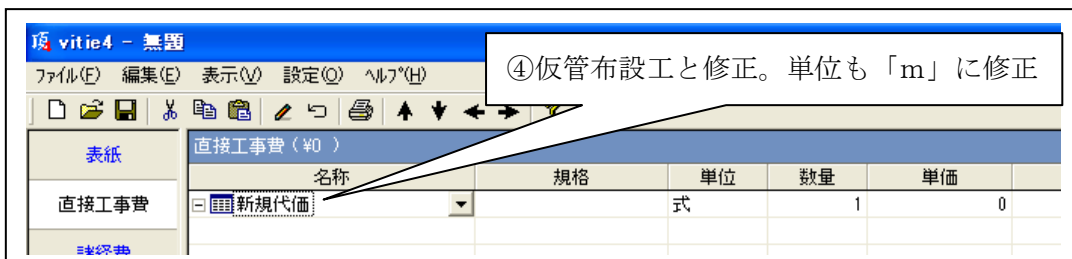 頂 vitie4 - 無題
④仮管布設工と修正。単位も「m」に修正
ﾌｧｲﾙ(F) 編集(E) 表示(V) 設定(O) ﾍﾙﾌﾟ(H)
表紙
直接工事費（¥0 ）
名称 規格 単位 数量 単価
直接工事費
新規代価 式 1 0
諸経費